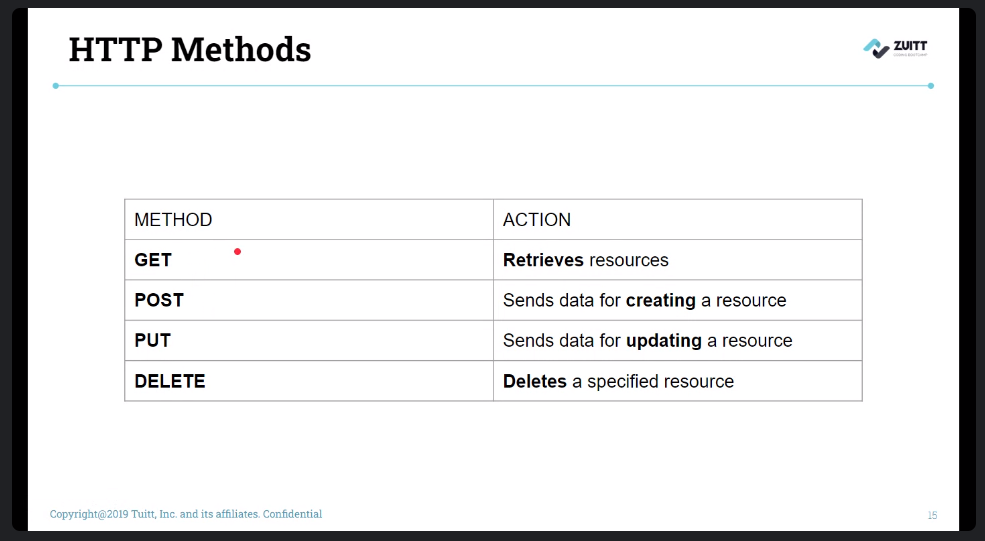 HTTP Methods
ZUITT
METHOD ACTION
GET Retrieves resources
POST Sends data for creating a resource
PUT Sends data for updating a resource
DELETE Deletes a specified resource
Copyright@2019 Tuitt, Inc. and its affiliates. Confidential
15